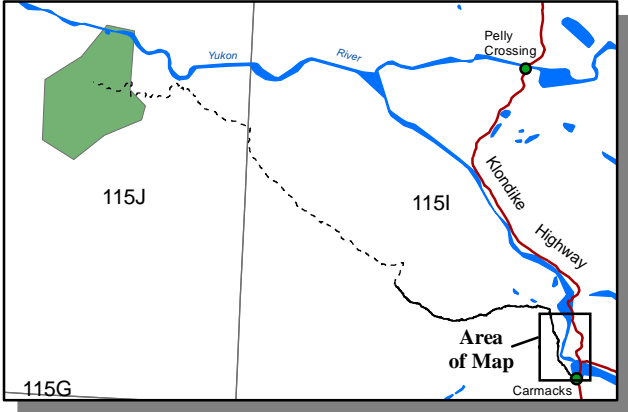 Pelly
Crossing
Yukon
River
Klondike
Highway
115J
115I
Area
of Map
115G
Carmacks